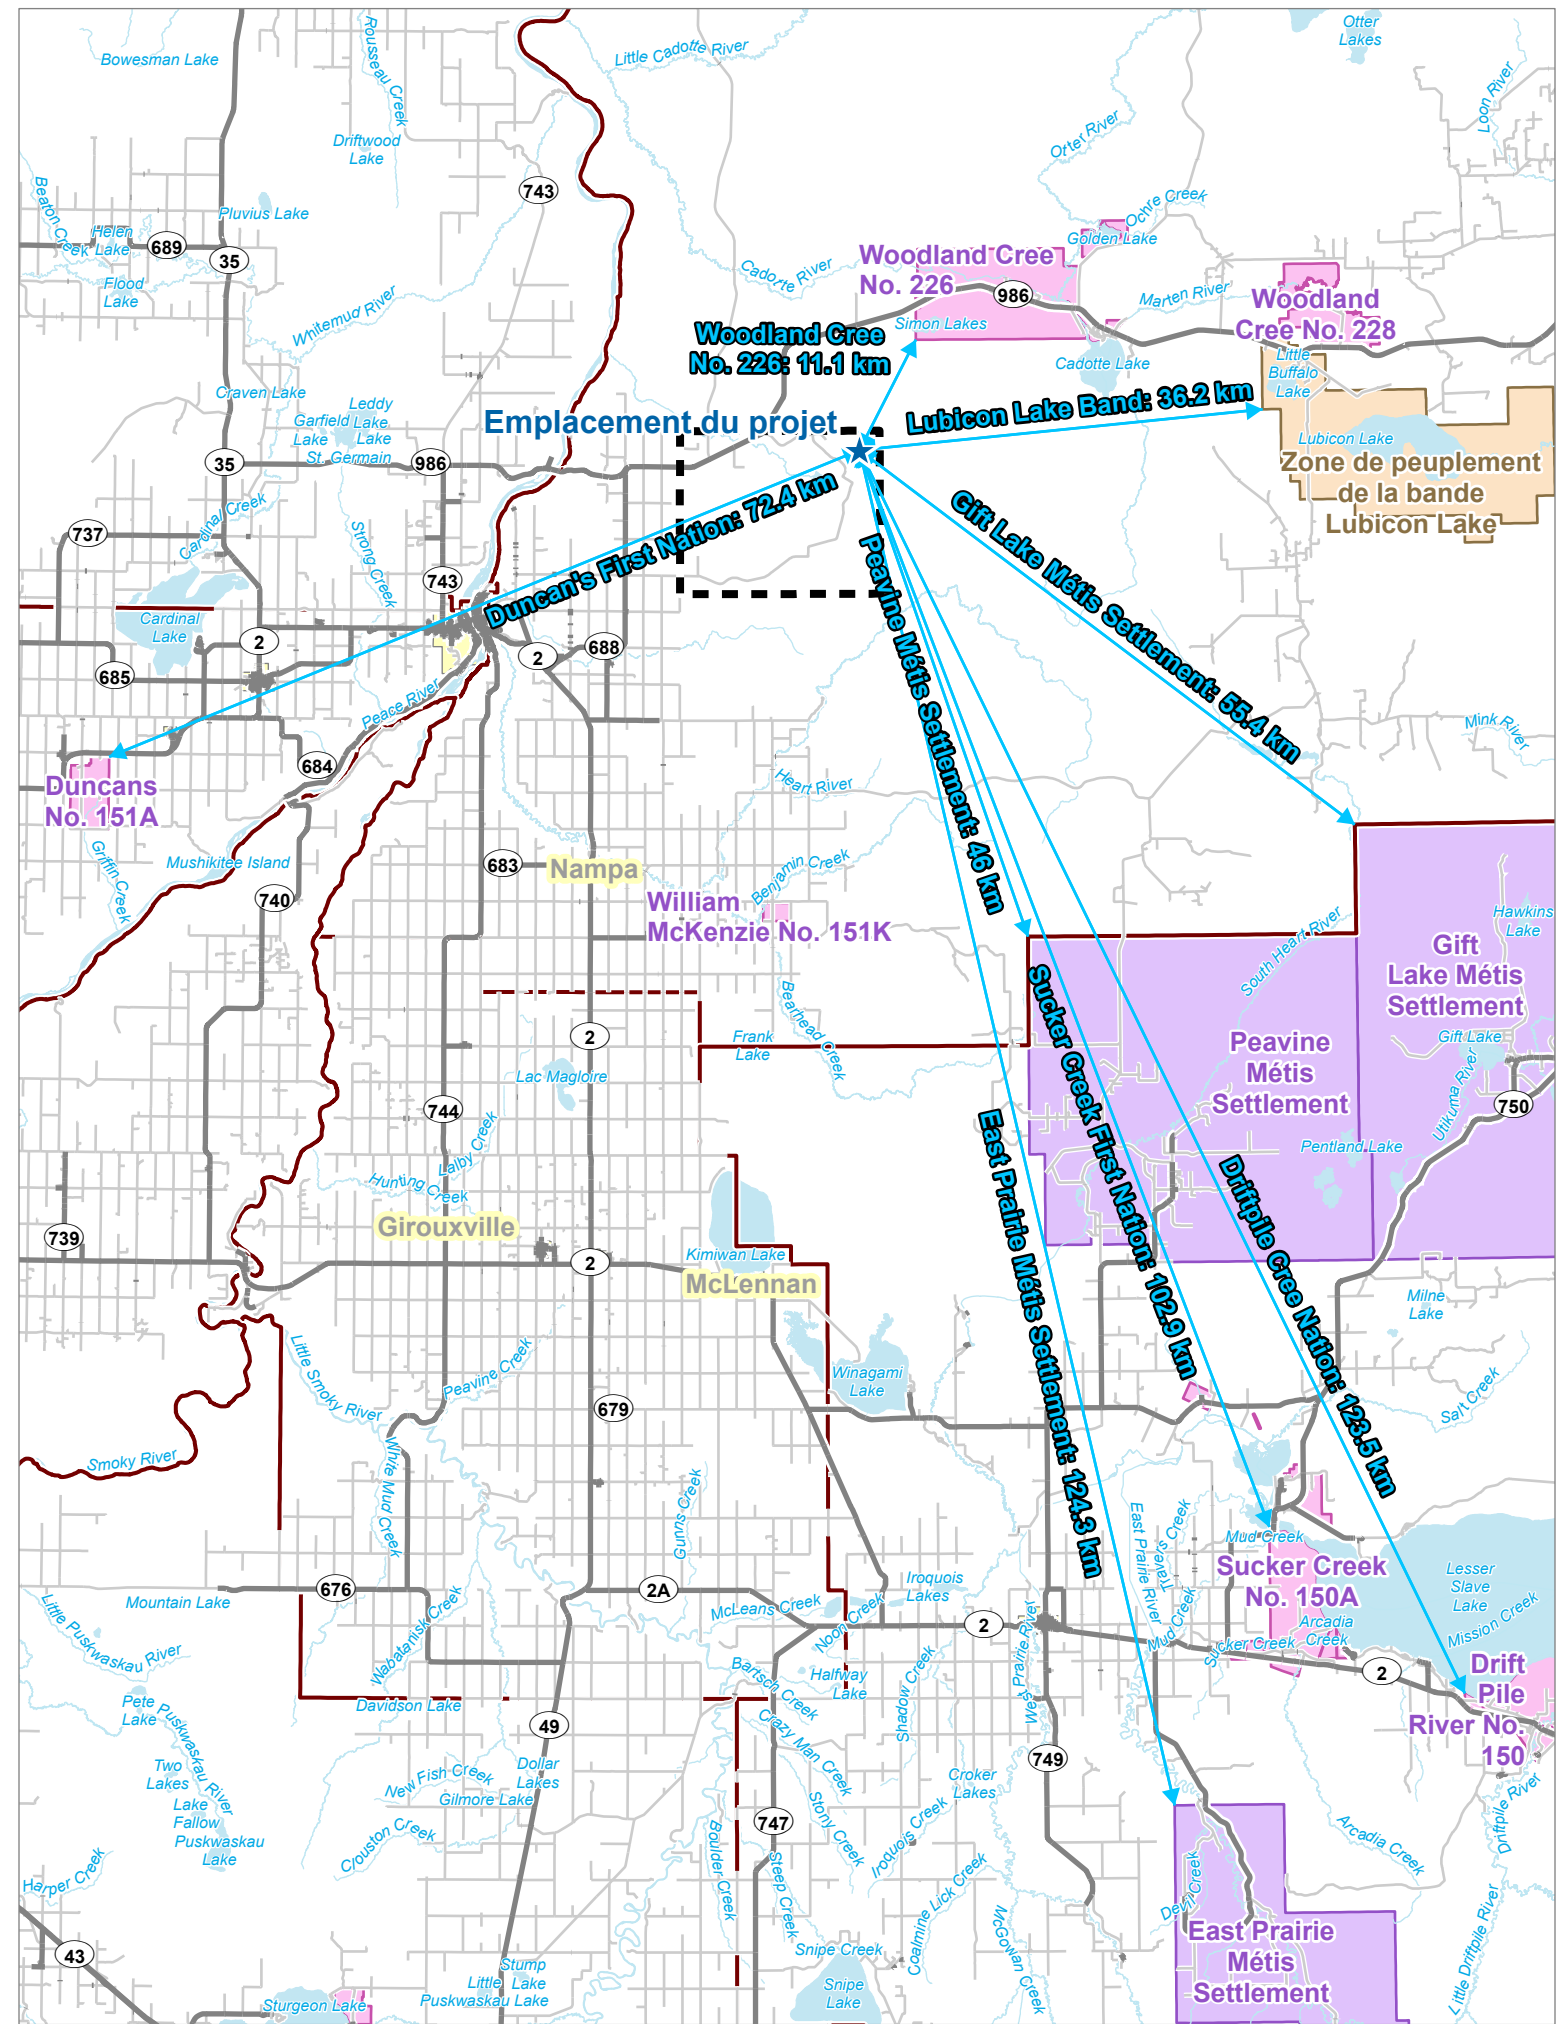 Bowesman Lake
Rousseau Creek
Little Cadotte River
Otter
Lakes
Loon River
Driftwood
Lake
Otter River
743
Beaton Creek
Pluvius Lake
Helen
Lake
689
35
Flood
Lake
Ochre Creek
Golden Lake
Cadotte River
Woodland Cree
No. 226
986
Marten River
Woodland
Cree No. 228
Whitemud River
Simon Lakes
Woodland Cree
No. 226: 11.1 km
Cadotte Lake
Little
Buffalo
Lake
Craven Lake
Leddy
Lake
Garfield
Lake
Lake
St. Germain
Emplacement du projet
Lubicon Lake Band: 36.2 km
Lubicon Lake
Zone de peuplement
de la bande
Lubicon Lake
35
986
Cardinal Creek
737
Strong Creek
Duncan's First Nation: 72.4 km
Gift Lake Métis Settlement: 55.4 km
Peavine Métis Settlement: 46 km
743
Cardinal
Lake
2
685
2
688
Peace River
Mink River
684
Duncans
No. 151A
Heart River
Griffin Creek
Mushikitee Island
683
Nampa
Benjamin Creek
740
William
McKenzie No. 151K
Hawkins
Lake
South Heart River
Gift
Lake Métis
Settlement
Bearhead Creek
Sucker Creek First Nation: 102.9 km
2
Frank
Lake
Gift Lake
Peavine
Métis
Settlement
Lac Magloire
Utikuma River
744
750
Lalby Creek
East Prairie Métis Settlement: 124.3 km
Driftpile Cree Nation: 123.5 km
Pentland Lake
Hunting Creek
Girouxville
739
2
Kimiwan Lake
McLennan
Milne
Lake
Little Smoky River
Peavine Creek
Winagami
Lake
Salt Creek
679
Smoky River
White Mud Creek
Gunns Creek
East Prairie River
Travers Creek
Mud Creek
Lesser
Slave
Lake
Sucker Creek
No. 150A
676
Mountain Lake
2A
Iroquois
Lakes
McLeans Creek
Noon Creek
Little Puskwaskau River
Wabatanisk Creek
2
West Prairie River
Mud Creek
Sucker Creek
Arcadia
Creek
Mission Creek
2
Drift
Pile
River No.
150
Bartsch Creek
Halfway
Lake
Shadow Creek
Pete
Lake
Puskwaskau River
Davidson Lake
49
Crazy Man Creek
749
Two
Lakes
Dollar
Lakes
New Fish Creek
Gilmore Lake
Croker
Lakes
Lake
Fallow
Puskwaskau
Lake
747
Stony Creek
Iroquois Creek
Driftpile River
Crouston Creek
Boulder Creek
Steep Creek
Arcadia Creek
Harper Creek
Coalmine Lick Creek
Devil Creek
McGowan Creek
Little Driftpile River
East Prairie
Métis
Settlement
43
Snipe Creek
Stump
Lake
Little
Puskwaskau Lake
Snipe
Lake
Sturgeon Lake